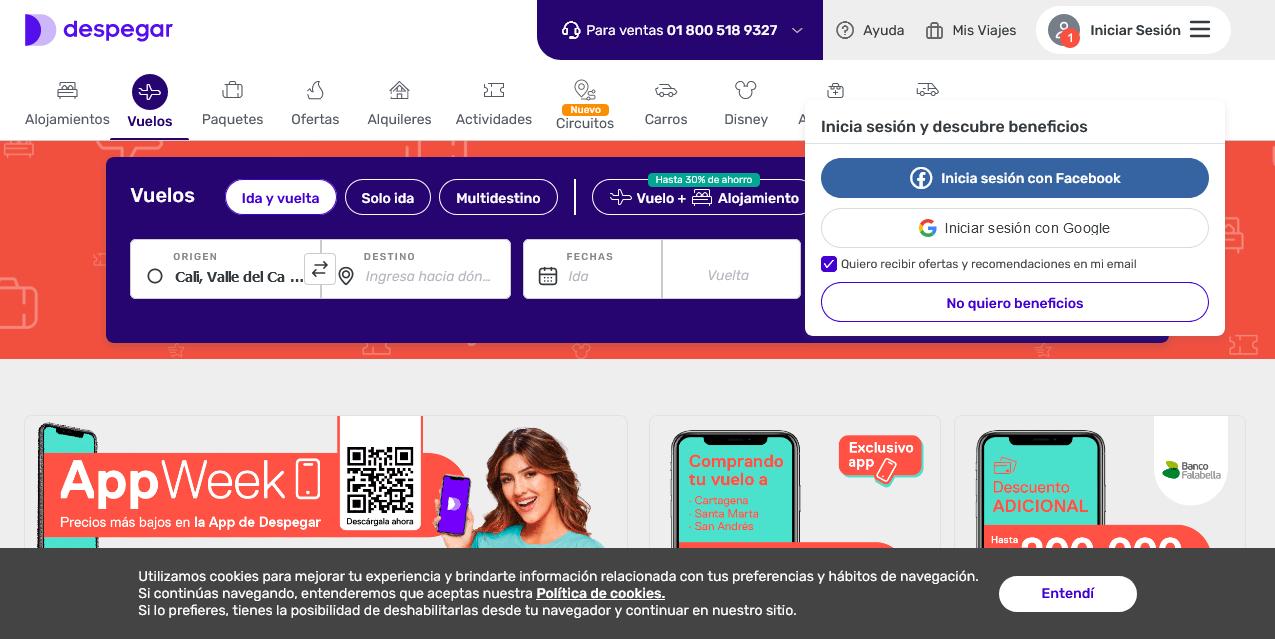 despegar
Para ventas 01 800 518 9327
Ayuda
Mis Viajes
1
Iniciar Sesión
Alojamientos
Vuelos
Paquetes
Ofertas
Alquileres
Actividades
Nuevo
Circuitos
Carros
Disney
Inicia sesión y descubre beneficios
Inicia sesión con Facebook
Iniciar sesión con Google
Quiero recibir ofertas y recomendaciones en mi email
No quiero beneficios
Vuelos
Ida y vuelta
Solo ida
Multidestino
Hasta 30% de ahorro
Vuelo + Alojamiento
ORIGEN
Cali, Valle del Ca ...
DESTINO
Ingresa hacia dón...
FECHAS
Ida
Vuelta
AppWeek
Precios más bajos en la App de Despegar
Descárgala ahora
Comprando
tu vuelo a
· Cartagena
· Santa Marta
· San Andrés
Exclusivo
app
Descuento
ADICIONAL
Hasta
Banco
Falabella
Utilizamos cookies para mejorar tu experiencia y brindarte información relacionada con tus preferencias y hábitos de navegación.
Si continúas navegando, entenderemos que aceptas nuestra Política de cookies.
Si lo prefieres, tienes la posibilidad de deshabilitarlas desde tu navegador y continuar en nuestro sitio.
Entendí